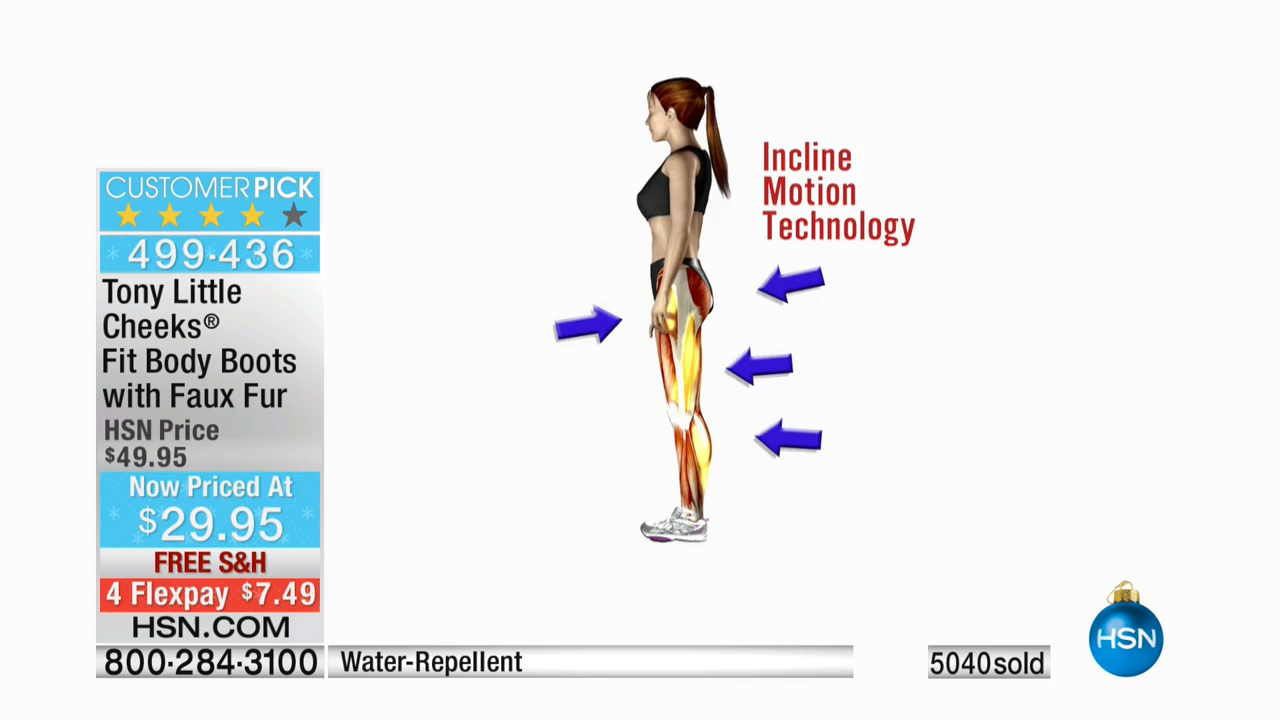 CUSTOMER PICK
499·436
Tony Little
Cheeks®
Fit Body Boots
with Faux Fur
HSN Price
$49.95
Now Priced At
$29.95
FREE S&H
4 Flexpay $7.49
HSN.COM
800·284·3100
Water-Repellent
Incline
Motion
Technology
5040 sold
HSN